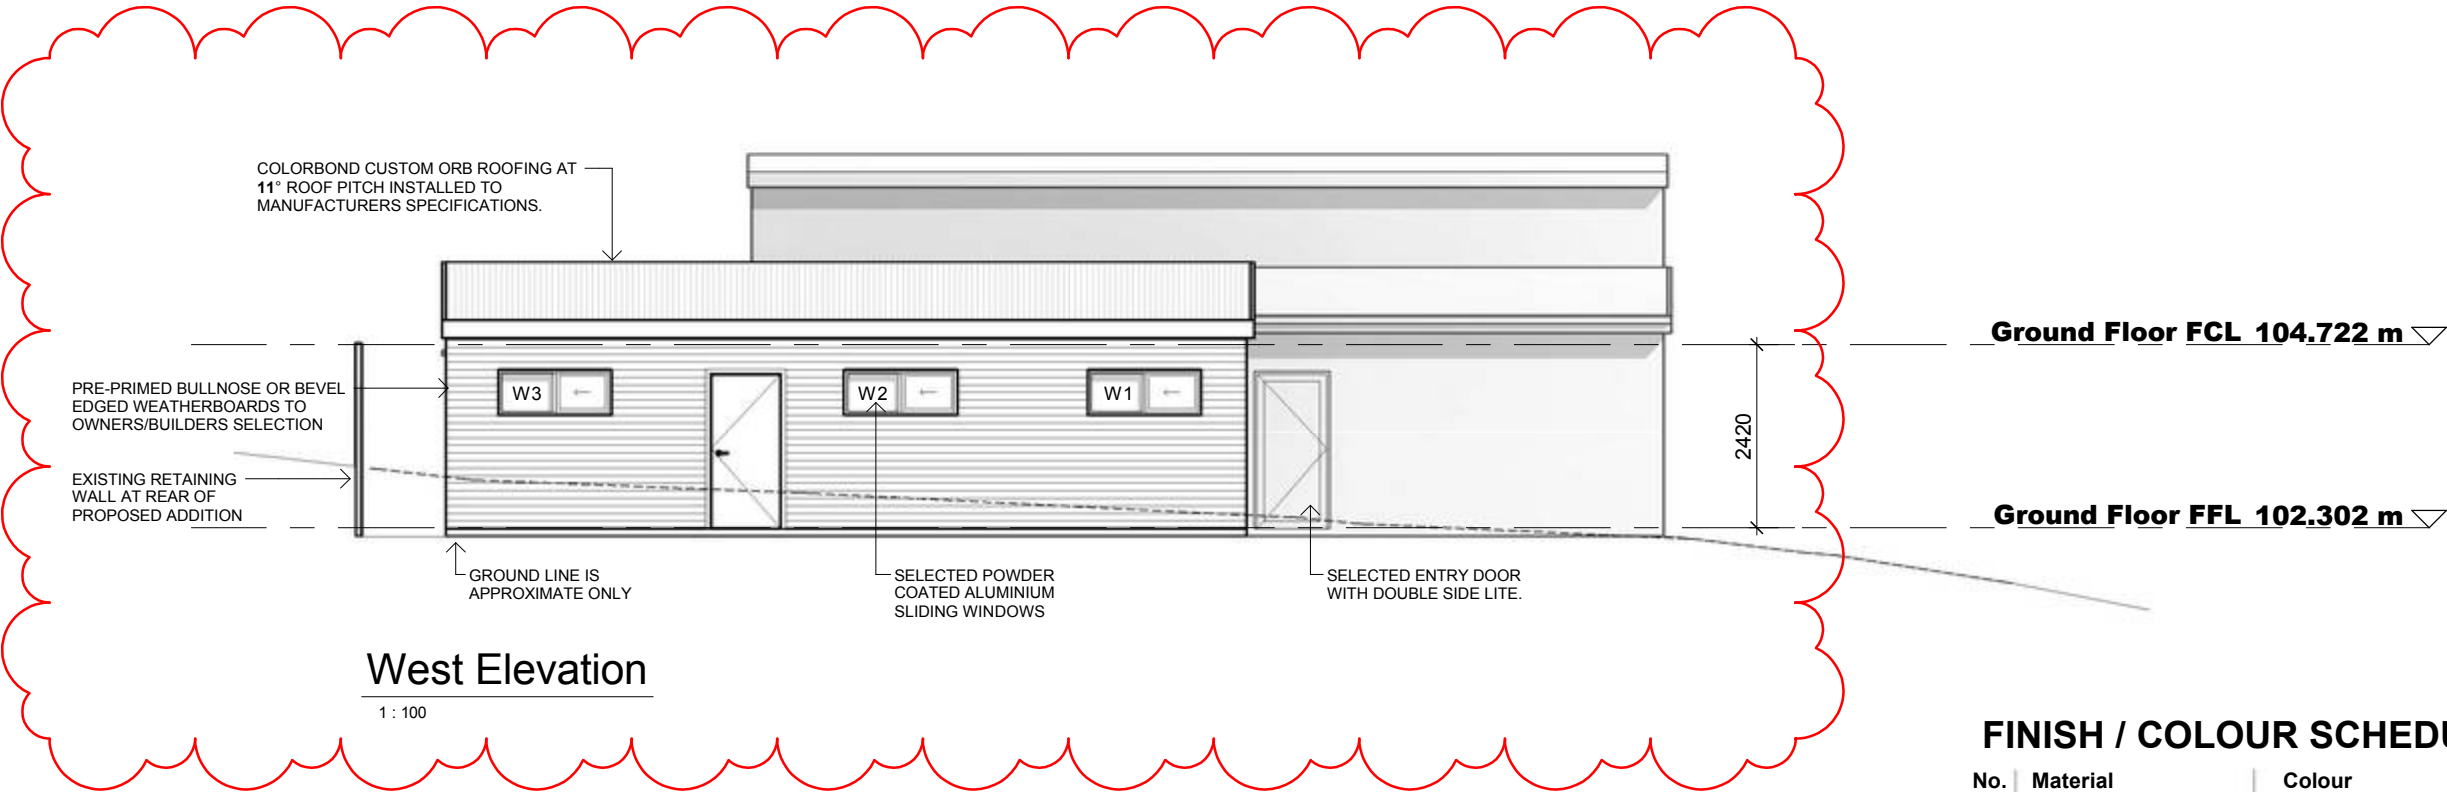 COLORBOND CUSTOM ORB ROOFING AT
11° ROOF PITCH INSTALLED TO
MANUFACTURERS SPECIFICATIONS.
Ground Floor FCL 104.722 m
PRE-PRIMED BULLNOSE OR BEVEL
EDGED WEATHERBOARDS TO
OWNERS/BUILDERS SELECTION
W3
W2
W1
2420
EXISTING RETAINING
WALL AT REAR OF
PROPOSED ADDITION
Ground Floor FFL 102.302 m
GROUND LINE IS
APPROXIMATE ONLY
SELECTED POWDER
COATED ALUMINIUM
SLIDING WINDOWS
SELECTED ENTRY DOOR
WITH DOUBLE SIDE LITE.
West Elevation
1 : 100
FINISH / COLOUR SCHEDU
No. Material Colour